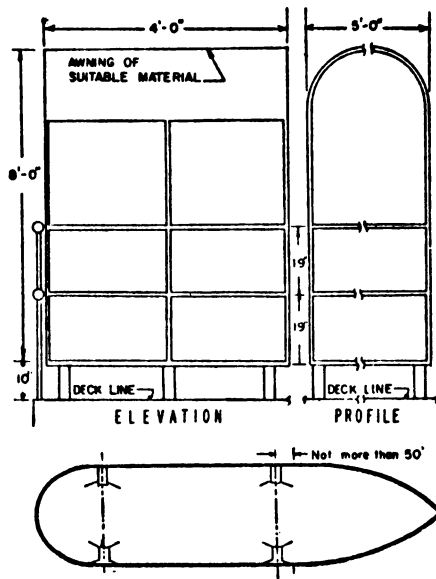 4'-0"
5'-0"
AWNING OF
SUITABLE MATERIAL
8'-0"
19"
19"
10"
DECK LINE
DECK LINE
ELEVATION
PROFILE
Not more than 50'